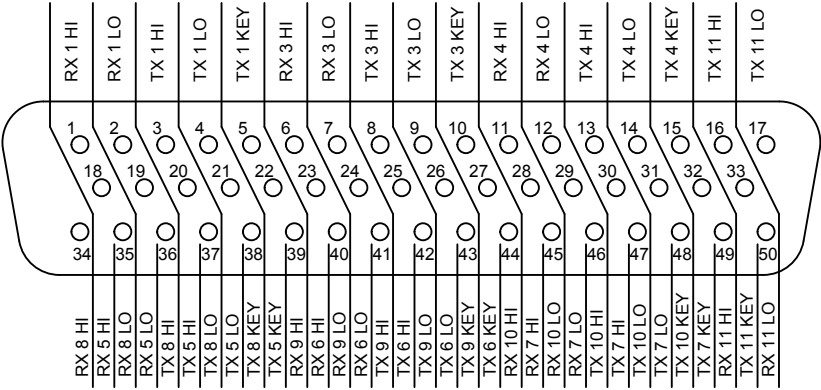 RX 1 HI
RX 1 LO
TX 1 HI
TX 1 LO
TX 1 KEY
RX 3 HI
RX 3 LO
TX 3 HI
TX 3 LO
TX 3 KEY
RX 4 HI
RX 4 LO
TX 4 HI
TX 4 LO
TX 4 KEY
TX 11 HI
TX 11 LO
1 2 3 4 5 6 7 8 9 10 11 12 13 14 15 16 17
18 19 20 21 22 23 24 25 26 27 28 29 30 31 32 33
34 35 36 37 38 39 40 41 42 43 44 45 46 47 48 49 50
RX 8 HI
RX 5 HI
RX 8 LO
RX 5 LO
TX 8 HI
TX 5 HI
TX 8 LO
TX 5 LO
TX 8 KEY
TX 5 KEY
RX 9 HI
RX 6 HI
RX 9 LO
RX 6 LO
TX 9 HI
TX 6 HI
TX 9 LO
TX 6 LO
TX 9 KEY
TX 6 KEY
RX 10 HI
RX 7 HI
RX 10 LO
RX 7 LO
TX 10 HI
TX 7 HI
TX 10 LO
TX 7 LO
TX 10 KEY
TX 7 KEY
RX 11 HI
TX 11 KEY
RX 11 LO